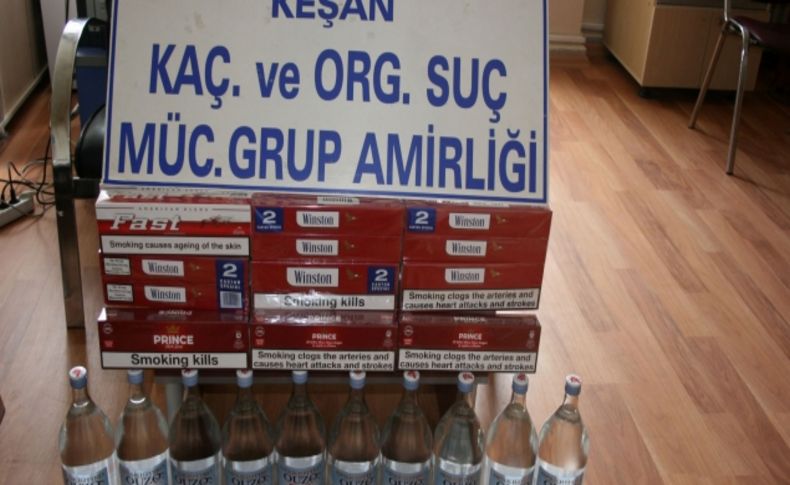 KEŞAN
KAÇ. ve ORG. SUÇ
MÜC. GRUP AMİRLİĞİ
Fast
Smoking causes ageing of the skin
2 Winston
Winston
2 Winston
Winston
Winston 2
Winston
Winston 2
Smoking kills
Winston
Smoking clogs the arteries and
causes heart attacks and strokes
PRINCE
Smoking kills
PRINCE
Smoking clogs the arteries and
causes heart attacks and strokes
PRINCE
Smoking clogs the arteries and
causes heart attacks and strokes